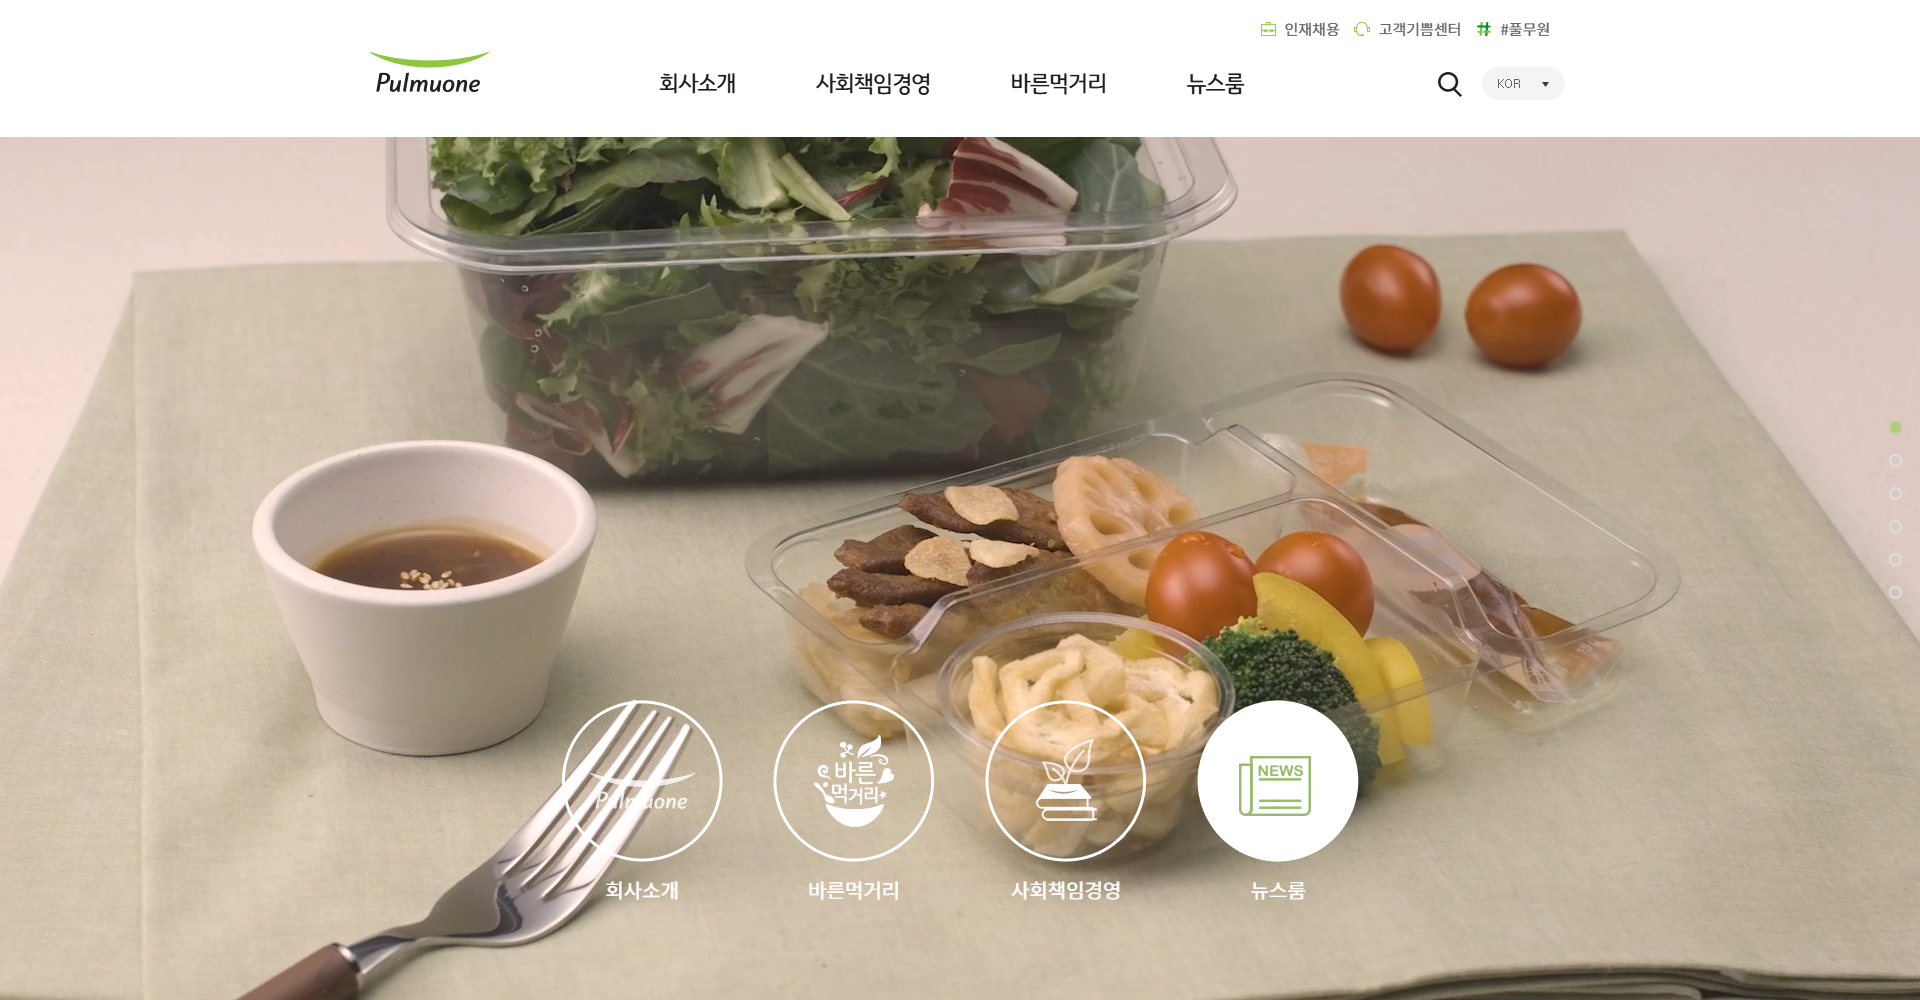 인재채용
고객기쁨센터
#풀무원
Pulmuone
회사소개
사회책임경영
바른먹거리
뉴스룸
KOR
Pulmuone
바른
먹거리
NEWS
회사소개
바른먹거리
사회책임경영
뉴스룸